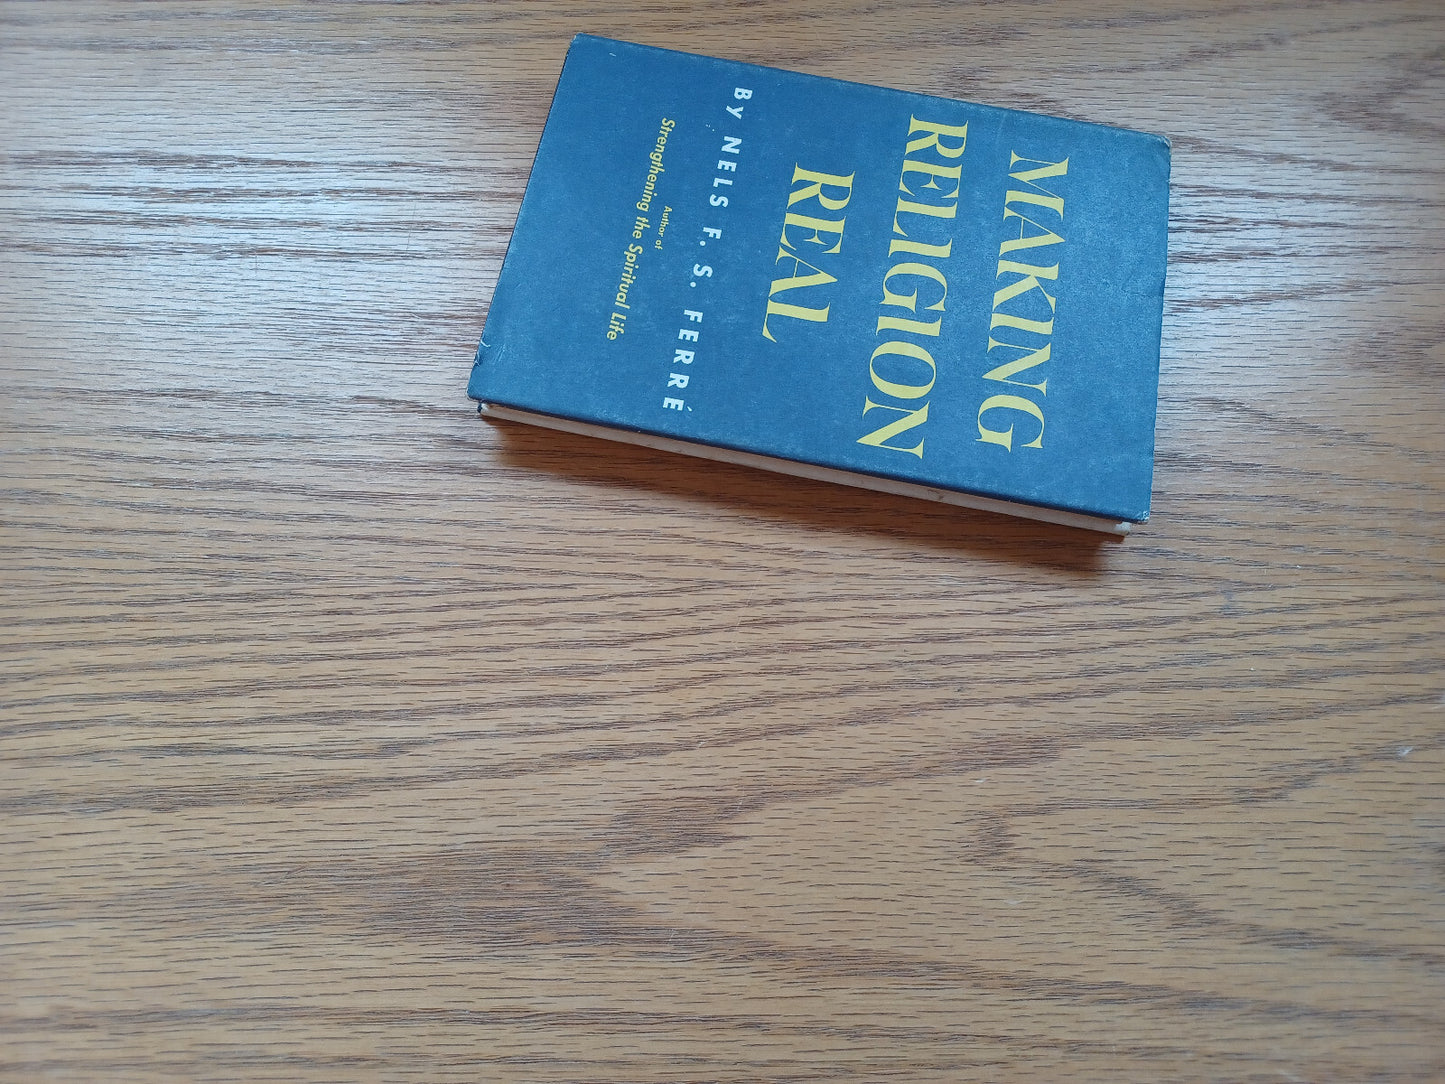 MAKING
RELIGION
REAL
BY NELS F. S. FERRÉ
Author of
Strengthening the Spiritual Life